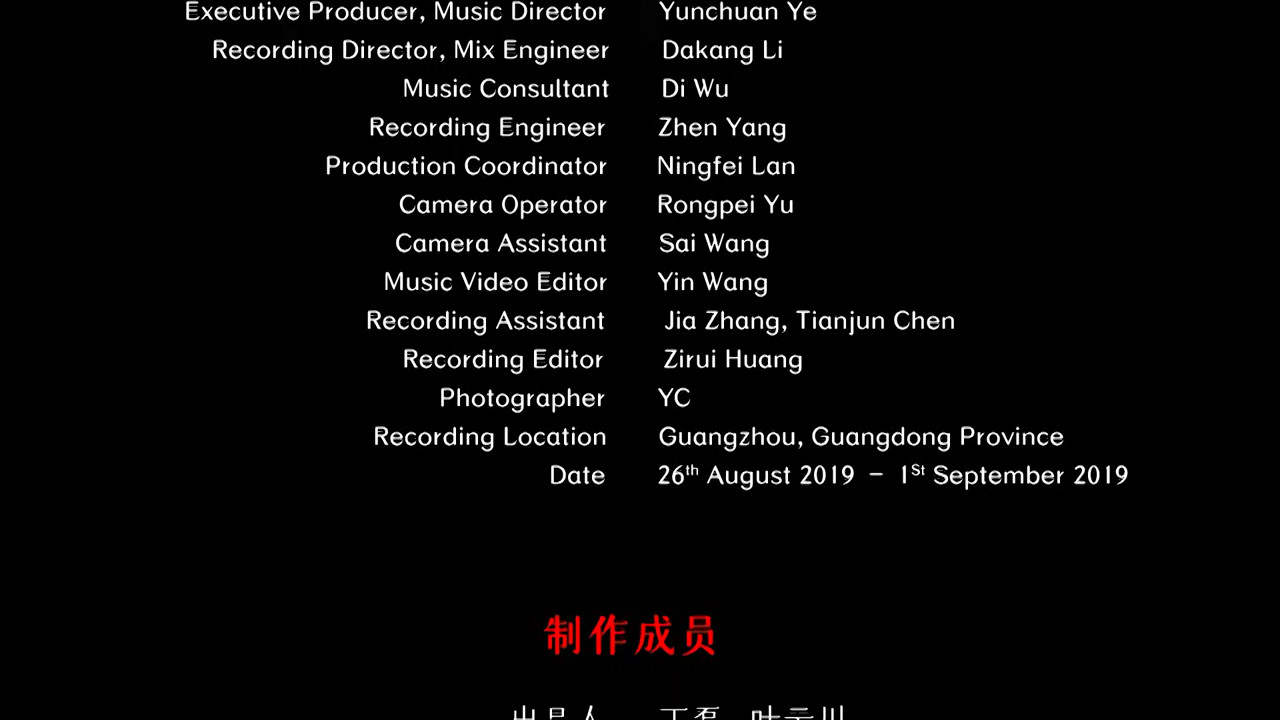 Executive Producer, Music Director Yunchuan Ye
Recording Director, Mix Engineer Dakang Li
Music Consultant Di Wu
Recording Engineer Zhen Yang
Production Coordinator Ningfei Lan
Camera Operator Rongpei Yu
Camera Assistant Sai Wang
Music Video Editor Yin Wang
Recording Assistant Jia Zhang, Tianjun Chen
Recording Editor Zirui Huang
Photographer YC
Recording Location Guangzhou, Guangdong Province
Date 26th August 2019 – 1St September 2019
制作成员